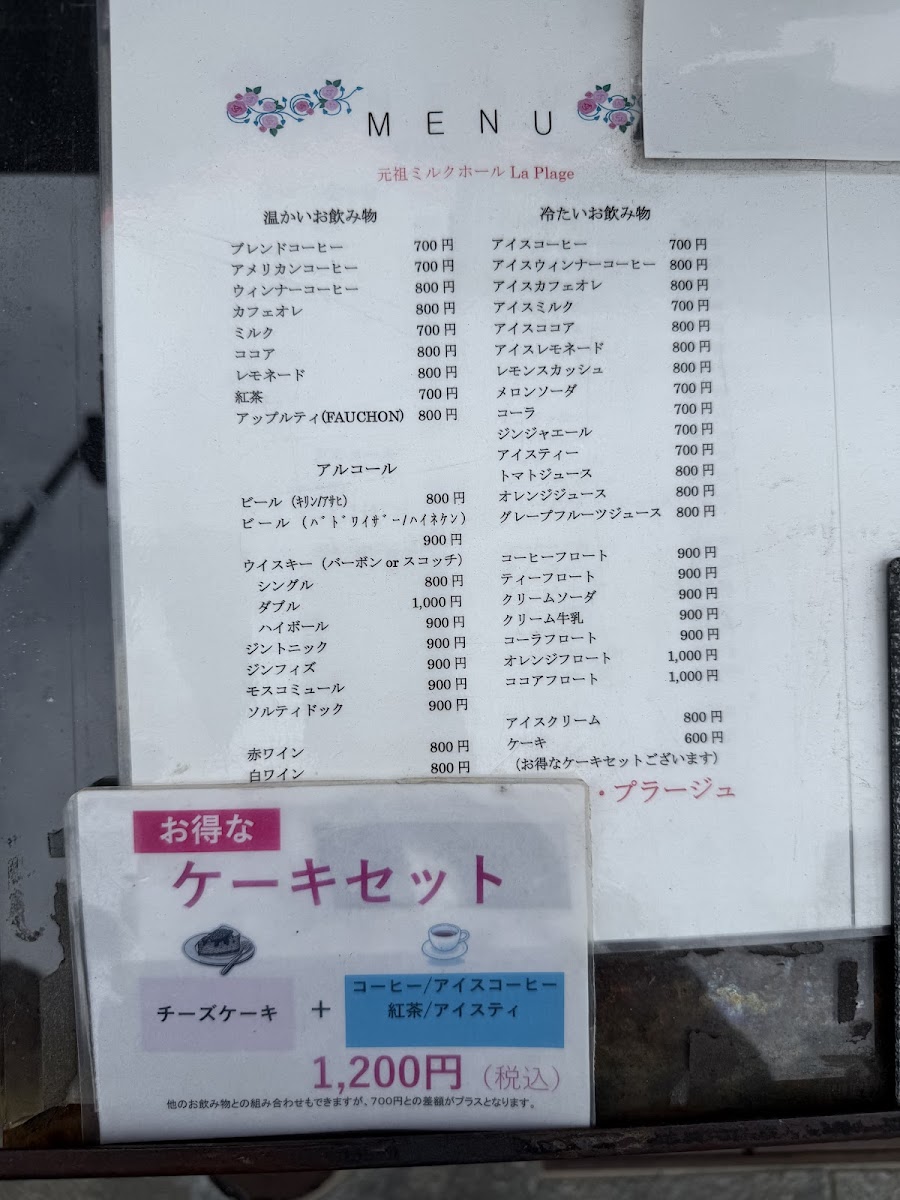 MENU
元祖ミルクホール La Plage
温かいお飲み物
ブレンドコーヒー 700円
アメリカンコーヒー 700円
ウィンナーコーヒー 800円
カフェオレ 800円
ミルク 700円
ココア 800円
レモネード 800円
紅茶 700円
アップルティ(FAUCHON) 800円
アルコール
ビール (ｷﾘﾝ/ｱｻﾋ) 800円
ビール (ﾊﾞﾄﾞﾜｲｻﾞｰ/ﾊｲﾈｹﾝ)
900円
ウイスキー (バーボン or スコッチ)
シングル 800円
ダブル 1,000円
ハイボール 900円
ジントニック 900円
ジンフィズ 900円
モスコミュール 900円
ソルティドック 900円
赤ワイン 800円
白ワイン 800円
冷たいお飲み物
アイスコーヒー 700円
アイスウィンナーコーヒー 800円
アイスカフェオレ 800円
アイスミルク 700円
アイスココア 800円
アイスレモネード 800円
レモンスカッシュ 800円
メロンソーダ 700円
コーラ 700円
ジンジャエール 700円
アイスティー 700円
トマトジュース 800円
オレンジジュース 800円
グレープフルーツジュース 800円
コーヒーフロート 900円
ティーフロート 900円
クリームソーダ 900円
クリーム牛乳 900円
コーラフロート 900円
オレンジフロート 1,000円
ココアフロート 1,000円
アイスクリーム 800円
ケーキ 600円
(お得なケーキセットございます)
・プラージュ
お得な
ケーキセット
チーズケーキ + コーヒー/アイスコーヒー
紅茶/アイスティ
1,200円 (税込)
他のお飲み物との組み合わせもできますが、700円との差額がプラスとなります。